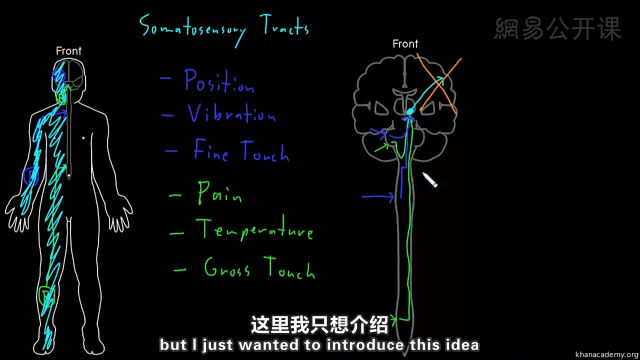 網易公开课
Somatosensory Tracts
Front
Front
- Position
- Vibration
- Fine Touch
- Pain
- Temperature
- Gross Touch
这里我只想介绍
but I just wanted to introduce this idea
khanacademy.org